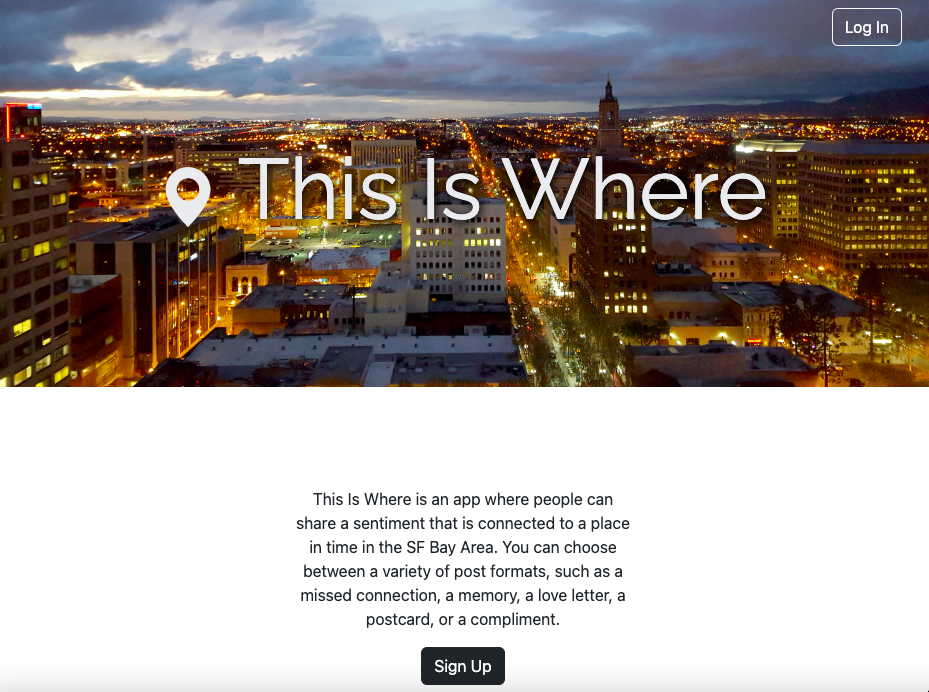 Log In
This Is Where
This Is Where is an app where people can
share a sentiment that is connected to a place
in time in the SF Bay Area. You can choose
between a variety of post formats, such as a
missed connection, a memory, a love letter, a
postcard, or a compliment.
Sign Up